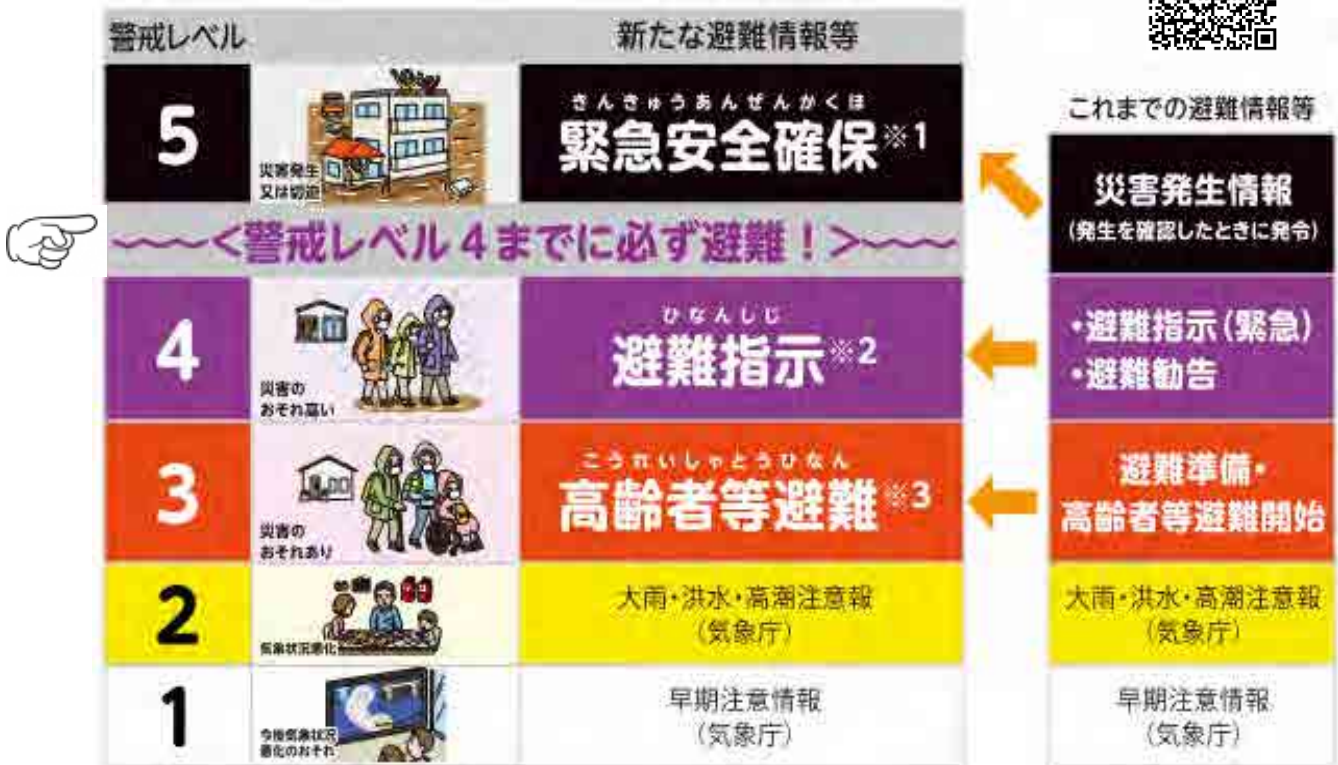 警戒レベル
新たな避難情報等
5
災害発生
又は切迫
きんきゅうあんぜんかくほ
緊急安全確保※1
<警戒レベル4までに必ず避難！>
4
災害の
おそれ高い
ひなんしじ
避難指示※2
3
災害の
おそれあり
こうれいしゃとうひなん
高齢者等避難※3
2
気象状況悪化
大雨・洪水・高潮注意報
(気象庁)
1
今後気象状況
悪化のおそれ
早期注意情報
(気象庁)
これまでの避難情報等
災害発生情報
(発生を確認したときに発令)
・避難指示(緊急)
・避難勧告
避難準備・
高齢者等避難開始
大雨・洪水・高潮注意報
(気象庁)
早期注意情報
(気象庁)